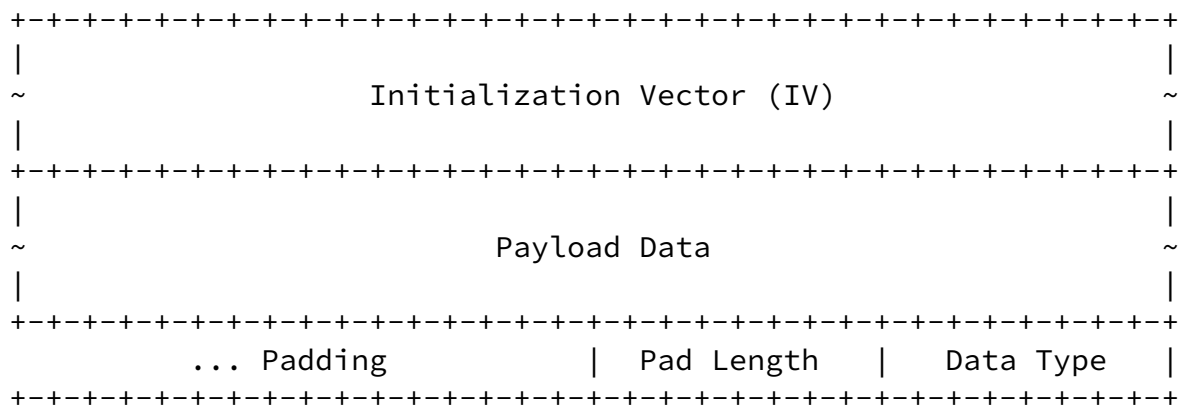 +-+-+-+-+-+-+-+-+-+-+-+-+-+-+-+-+-+-+-+-+-+-+-+-+-+-+-+-+-+-+-+-+
|                                                               |
~                   Initialization Vector (IV)                  ~
|                                                               |
+-+-+-+-+-+-+-+-+-+-+-+-+-+-+-+-+-+-+-+-+-+-+-+-+-+-+-+-+-+-+-+-+
|                                                               |
~                          Payload Data                         ~
|                                                               |
+-+-+-+-+-+-+-+-+-+-+-+-+-+-+-+-+-+-+-+-+-+-+-+-+-+-+-+-+-+-+-+-+
          ... Padding           |  Pad Length   |   Data Type   |
+-+-+-+-+-+-+-+-+-+-+-+-+-+-+-+-+-+-+-+-+-+-+-+-+-+-+-+-+-+-+-+-+